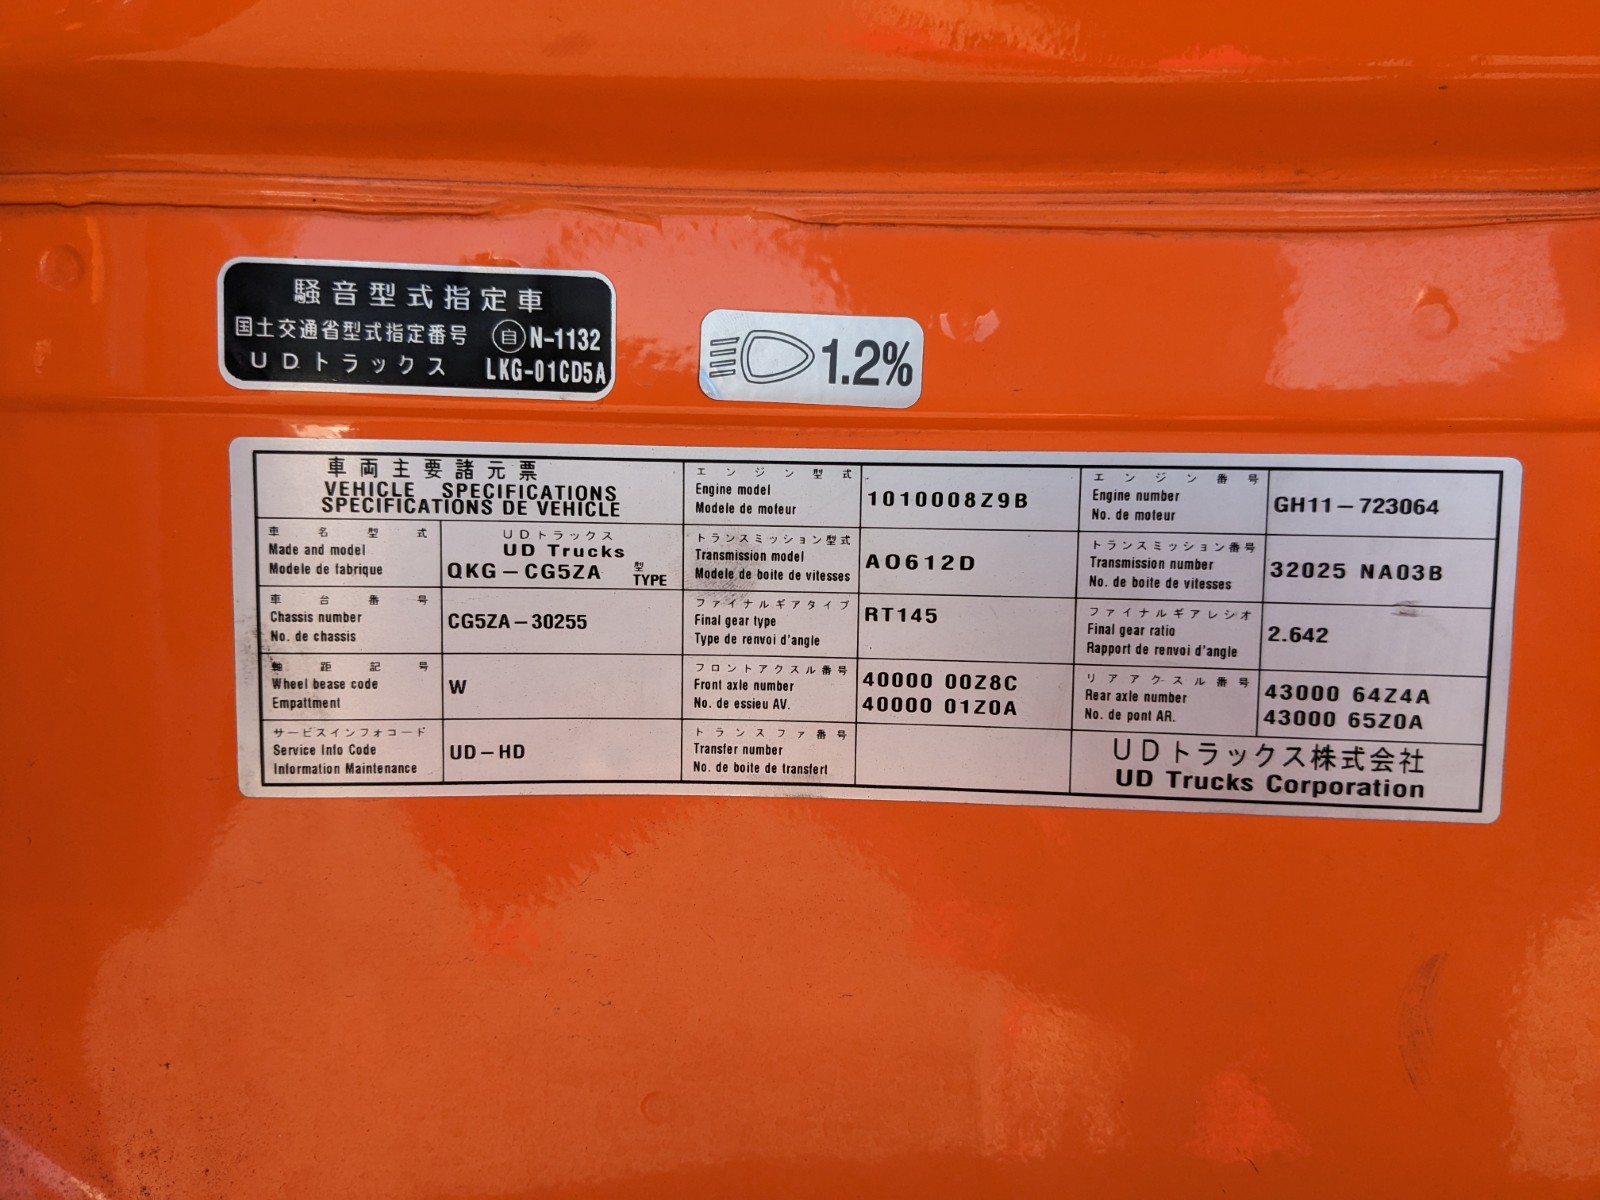 騒音型式指定車
国土交通省型式指定番号 自 N-1132
UDトラックス LKG-01CD5A
1.2%
車両主要諸元票
VEHICLE SPECIFICATIONS
SPECIFICATIONS DE VEHICLE
エンジン型式
Engine model
Modele de moteur
1010008Z9B
エンジン番号
Engine number
No. de moteur
GH11-723064
車名型式
Made and model
Modele de fabrique
UDトラックス
UD Trucks
QKG-CG5ZA 型 TYPE
トランスミッション型式
Transmission model
Modele de boite de vitesses
AO612D
トランスミッション番号
Transmission number
No. de boite de vitesses
32025 NA03B
車台番号
Chassis number
No. de chassis
CG5ZA-30255
ファイナルギアタイプ
Final gear type
Type de renvoi d'angle
RT145
ファイナルギアレシオ
Final gear ratio
Rapport de renvoi d'angle
2.642
軸距記号
Wheel bease code
Empattment
W
フロントアクスル番号
Front axle number
No. de essieu AV.
40000 00Z8C
40000 01Z0A
リアアクスル番号
Rear axle number
No. de pont AR.
43000 64Z4A
43000 65Z0A
サービスインフォコード
Service Info Code
Information Maintenance
UD-HD
トランスファ番号
Transfer number
No. de boite de transfert
UDトラックス株式会社
UD Trucks Corporation